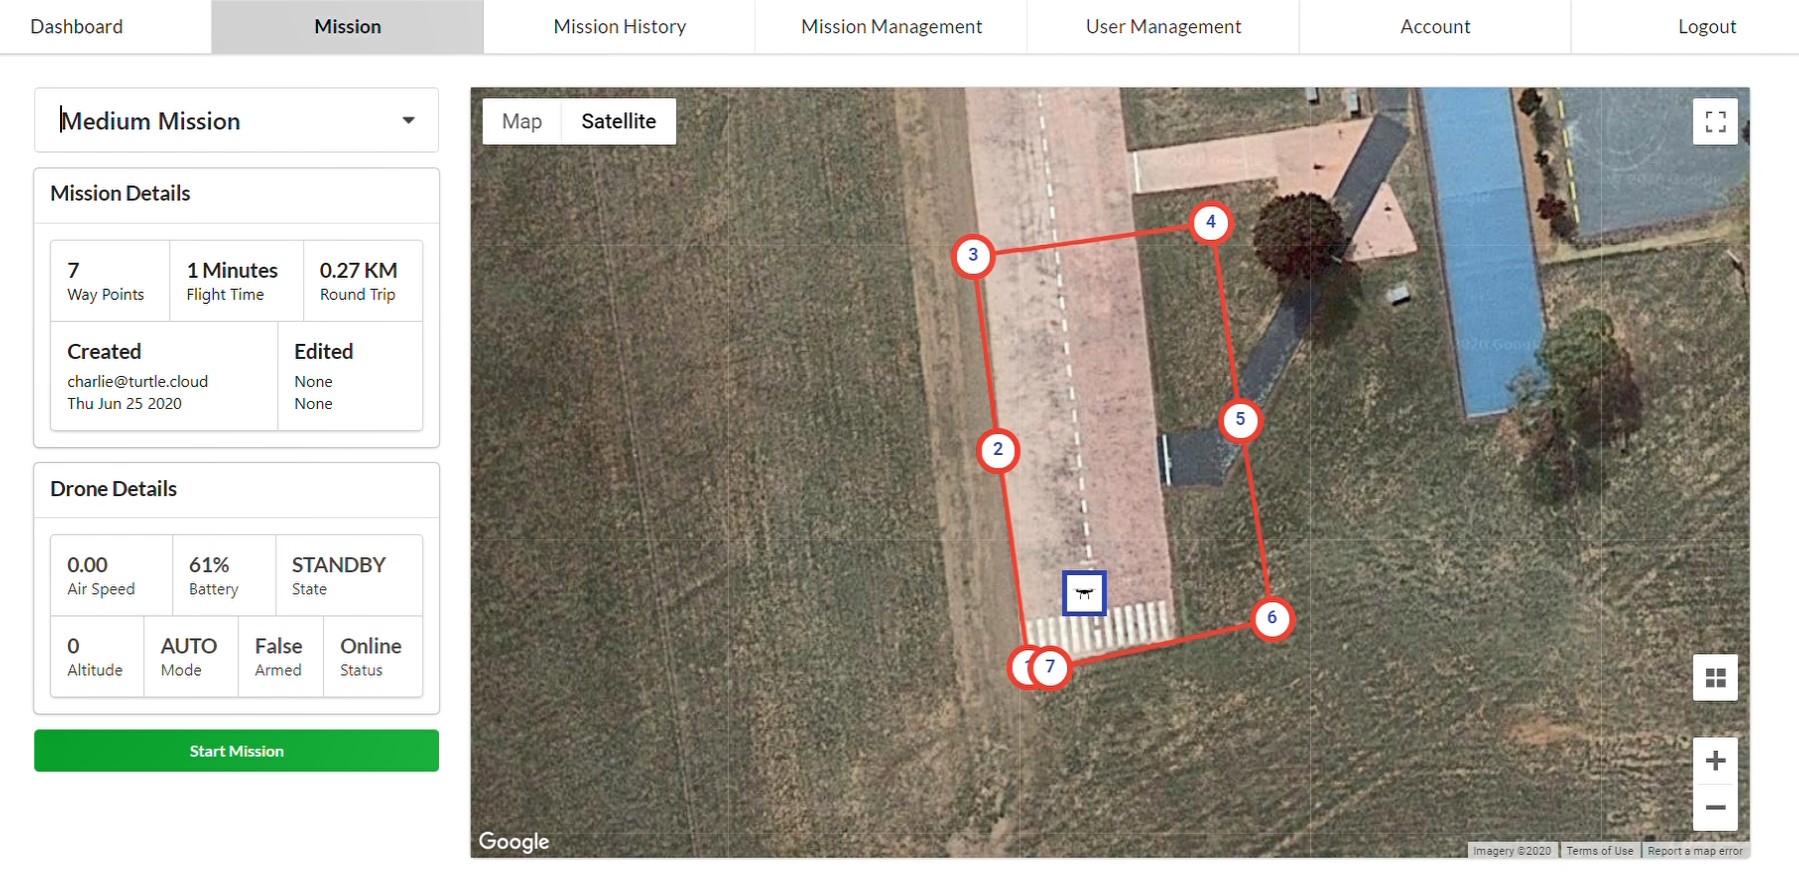 Dashboard
Mission
Mission History
Mission Management
User Management
Account
Logout
Medium Mission
Mission Details
7
Way Points
1 Minutes
Flight Time
0.27 KM
Round Trip
Created
charlie@turtle.cloud
Thu Jun 25 2020
Edited
None
None
Drone Details
0.00
Air Speed
61%
Battery
STANDBY
State
0
Altitude
AUTO
Mode
False
Armed
Online
Status
Start Mission
Map
Satellite
4
3
5
2
6
1
7
Google
Imagery ©2020
Terms of Use
Report a map error